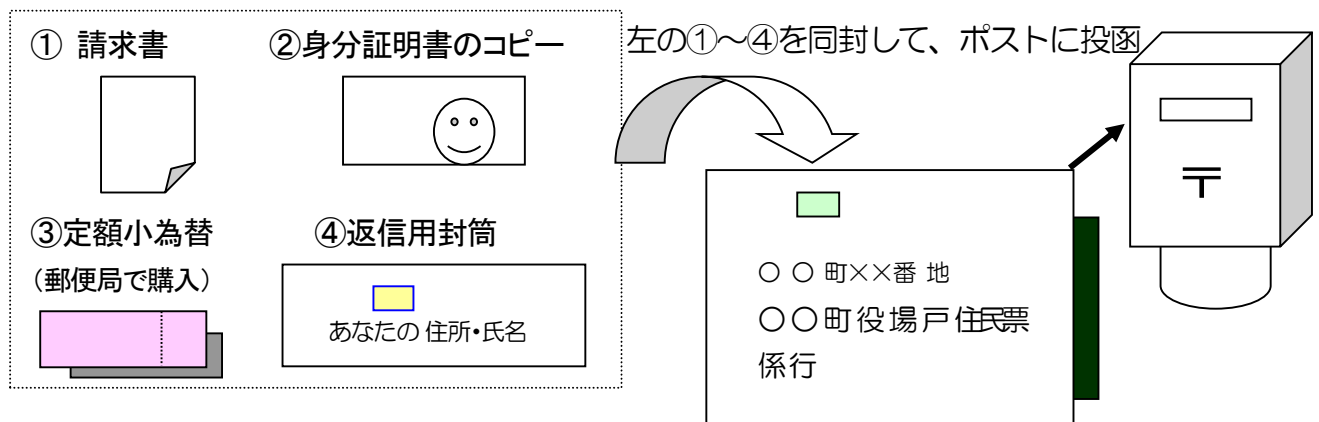 ① 請求書
②身分証明書のコピー
左の①～④を同封して、ポストに投函
③定額小為替
（郵便局で購入）
④返信用封筒
あなたの 住所・氏名
〒
○ ○ 町××番 地
○○町役場戸住民票
係行